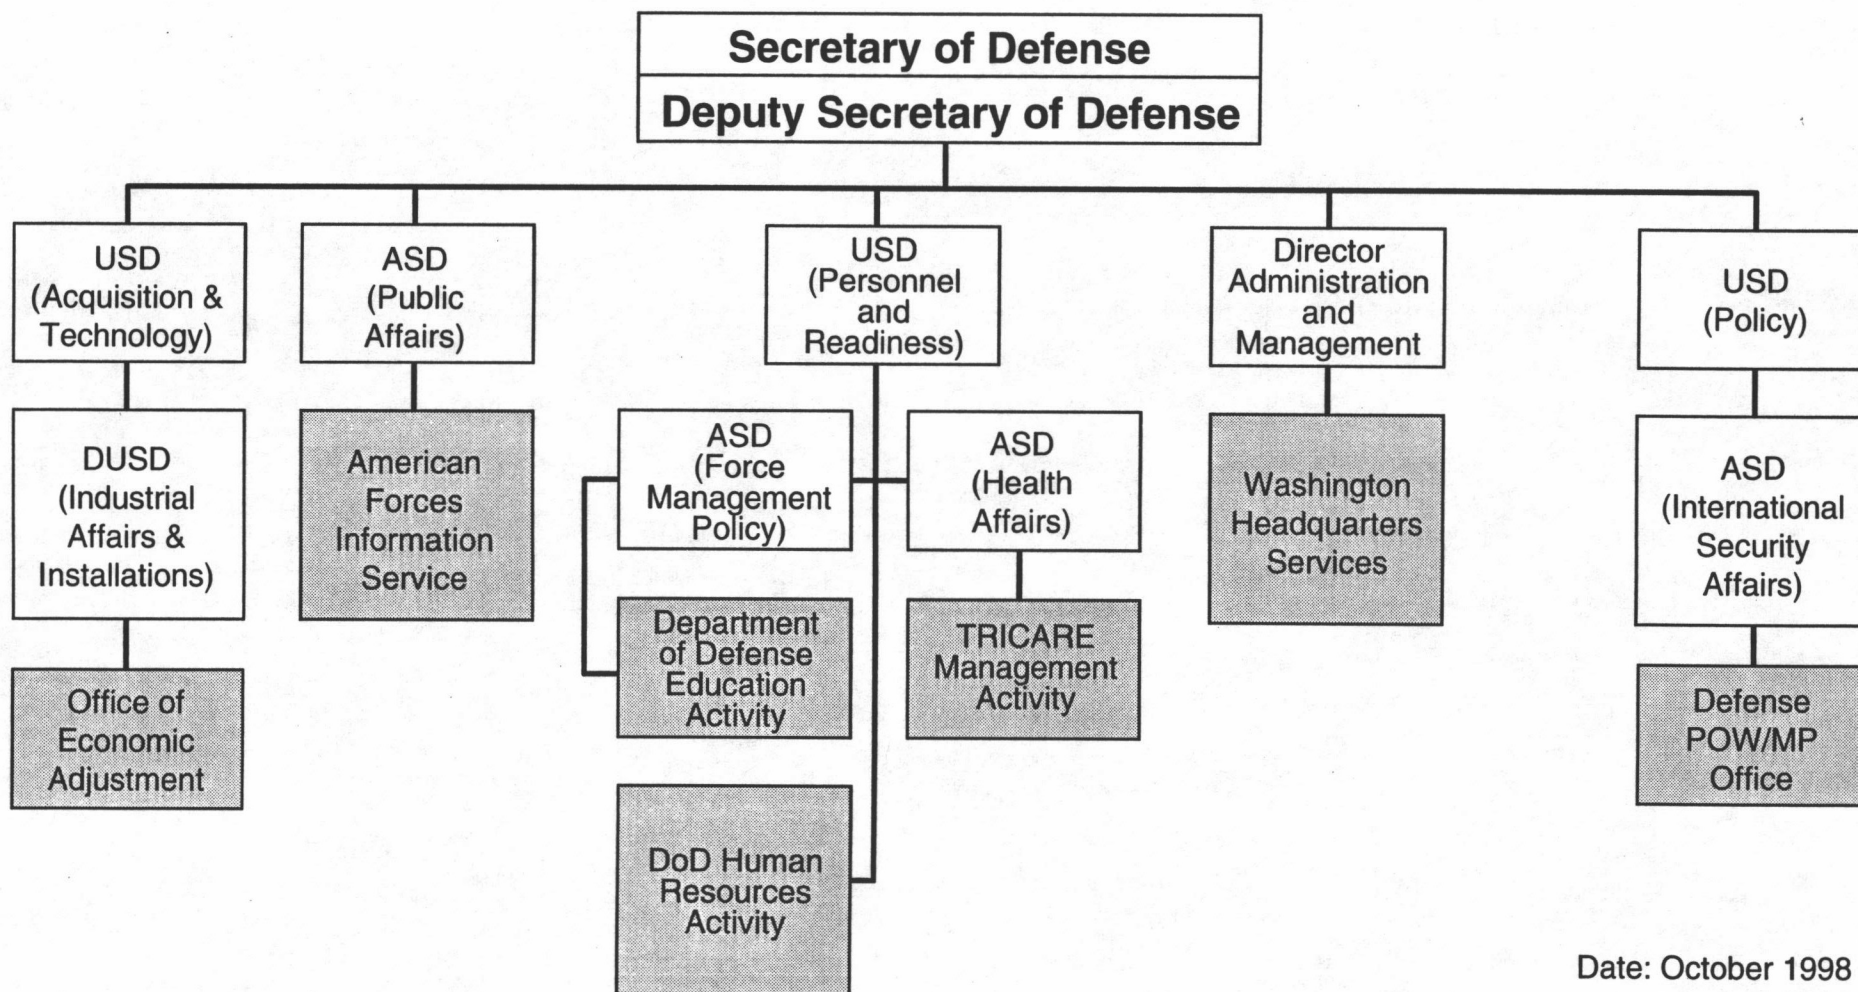 Secretary of Defense
Deputy Secretary of Defense
USD
(Acquisition &
Technology)
ASD
(Public
Affairs)
USD
(Personnel
and
Readiness)
Director
Administration
and
Management
USD
(Policy)
DUSD
(Industrial
Affairs &
Installations)
American
Forces
Information
Service
ASD
(Force
Management
Policy)
ASD
(Health
Affairs)
Washington
Headquarters
Services
ASD
(International
Security
Affairs)
Office of
Economic
Adjustment
Department
of Defense
Education
Activity
TRICARE
Management
Activity
Defense
POW/MP
Office
DoD Human
Resources
Activity
Date: October 1998